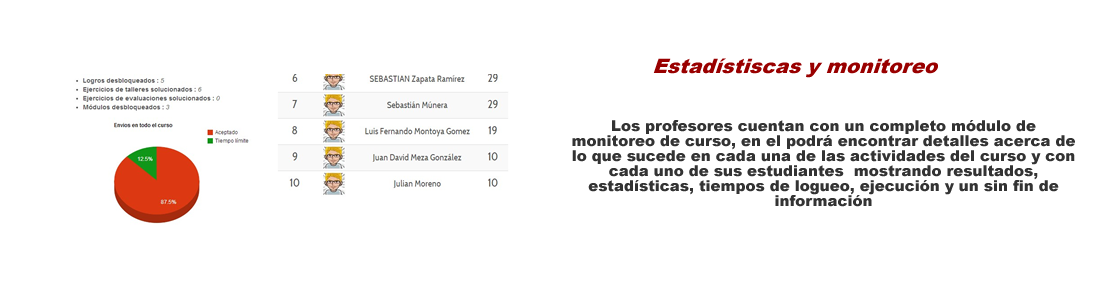 Logros desbloqueados : 5
Ejercicios de talleres solucionados : 6
Ejercicios de evaluaciones solucionados : 0
Módulos desbloqueados : 3
Envios en todo el curso
Aceptado
Tiempo límite
12.5%
87.5%
6 SEBASTIAN Zapata Ramírez 29
7 Sebastián Múnera 29
8 Luis Fernando Montoya Gomez 19
9 Juan David Meza González 10
10 Julian Moreno 10
Estadístiscas y monitoreo
Los profesores cuentan con un completo módulo de
monitoreo de curso, en el podrá encontrar detalles acerca de
lo que sucede en cada una de las actividades del curso y con
cada uno de sus estudiantes mostrando resultados,
estadísticas, tiempos de logueo, ejecución y un sin fin de
información